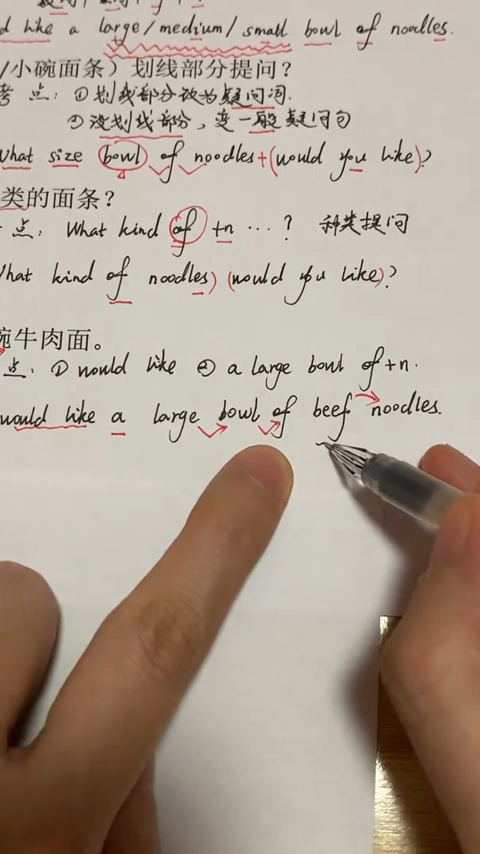 d like a large/medium/small bowl of noodles.
/小碗面条）划线部分提问？
考 点：①划线部分改为疑问词.
②没划线部分，变一般疑问句
What size bowl of noodles+(would you like)?
类的面条？
点：What kind of +n ...? 种类提问
What kind of noodles) (would you like)?
碗牛肉面。
点：① would like ② a large bowl of+n.
would like a large bowl of beef noodles.